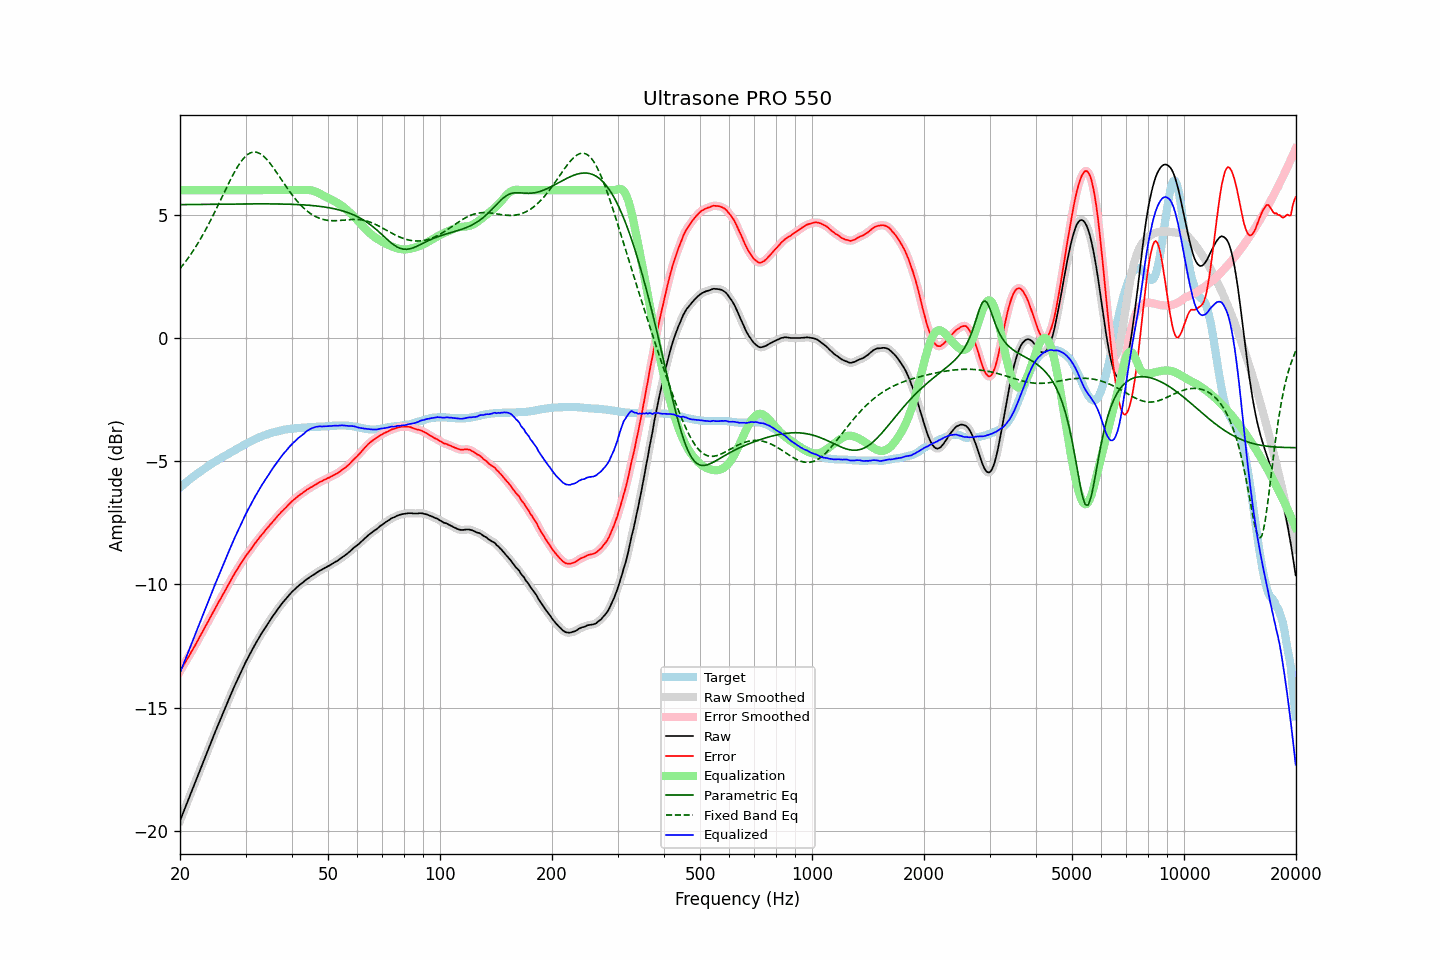 Ultrasone PRO 550
Amplitude (dBr)
5
0
−5
−10
−15
−20
Target
Raw Smoothed
Error Smoothed
Raw
Error
Equalization
Parametric Eq
Fixed Band Eq
Equalized
20 50 100 200 500 1000 2000 5000 10000 20000
Frequency (Hz)